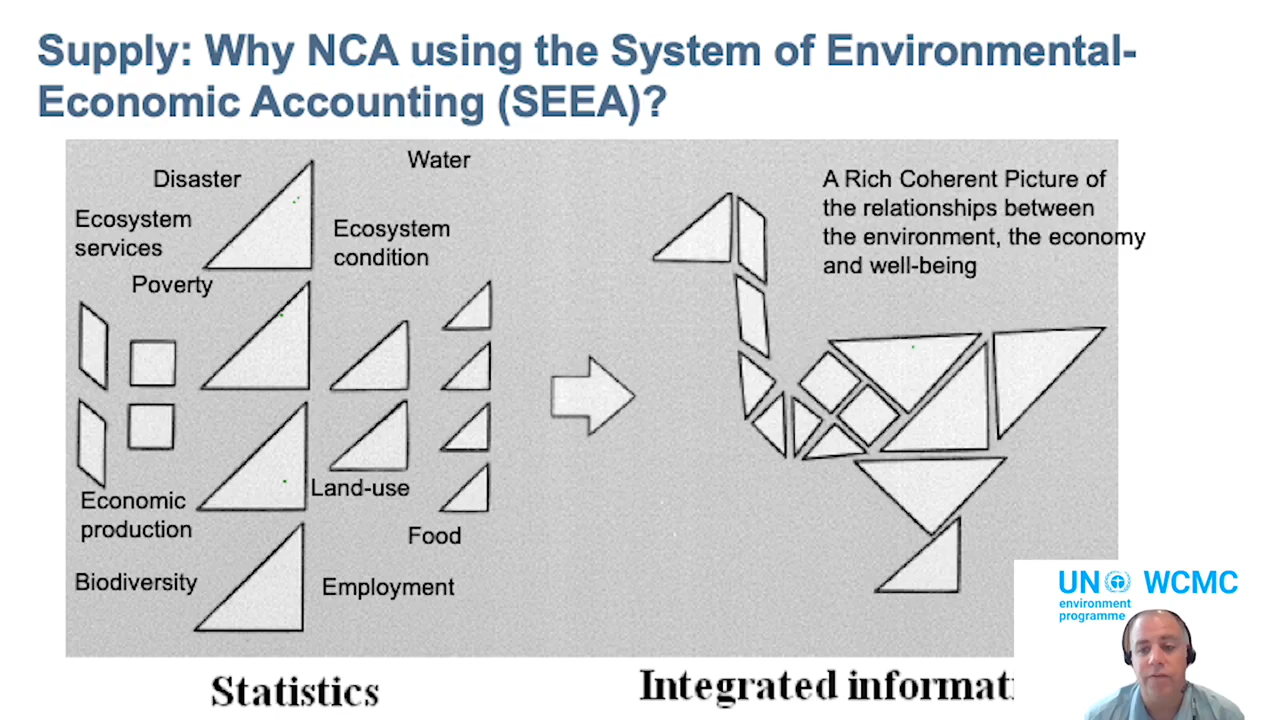 Supply: Why NCA using the System of Environmental-
Economic Accounting (SEEA)?
Water
Disaster
Ecosystem
services
Ecosystem
condition
Poverty
Economic
production
Land-use
Food
Biodiversity
Employment
Statistics
A Rich Coherent Picture of
the relationships between
the environment, the economy
and well-being
Integrated informati
UN WCMC
environment
programme